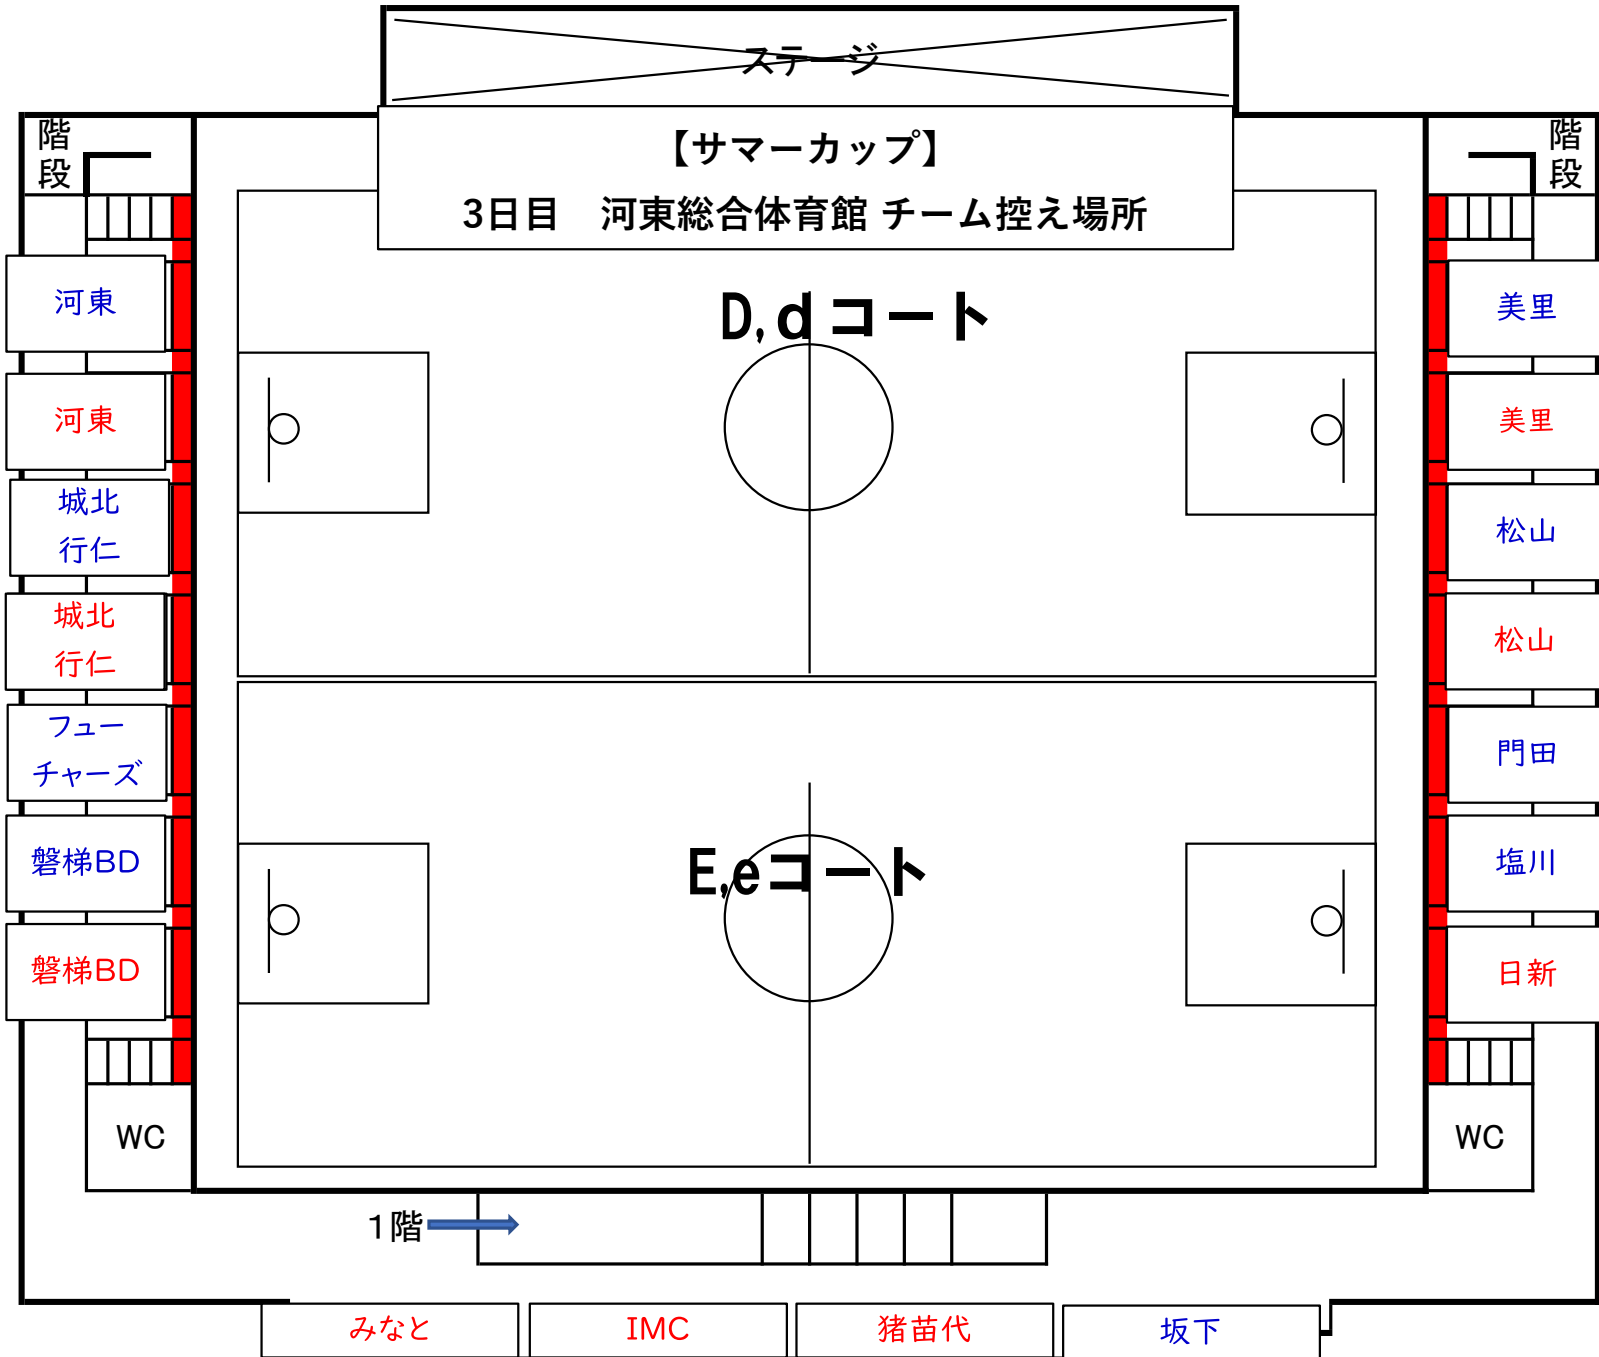 ステージ
【サマーカップ】
3日目　河東総合体育館 チーム控え場所
階段
階段
D,dコート
河東
河東
城北
行仁
城北
行仁
フュー
チャーズ
磐梯BD
磐梯BD
美里
美里
松山
松山
門田
塩川
日新
E,eコート
WC
WC
1階
みなと
IMC
猪苗代
坂下